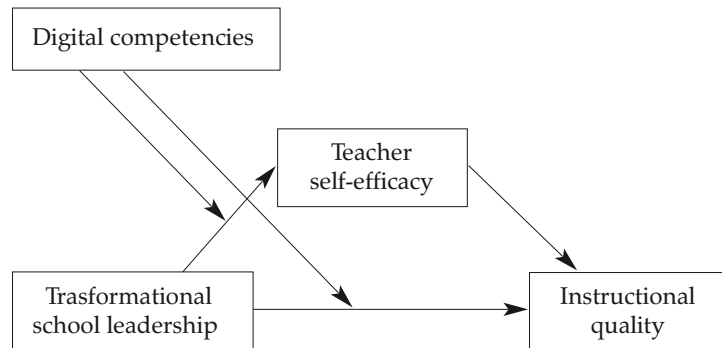 Digital competencies
Teacher
self-efficacy
Trasformational
school leadership
Instructional
quality